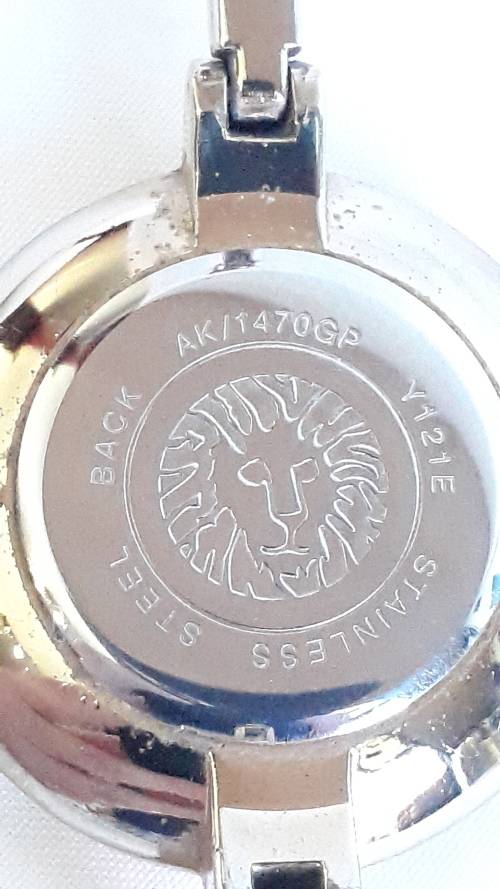 AK/1470GP
Y121E
STAINLESS STEEL BACK